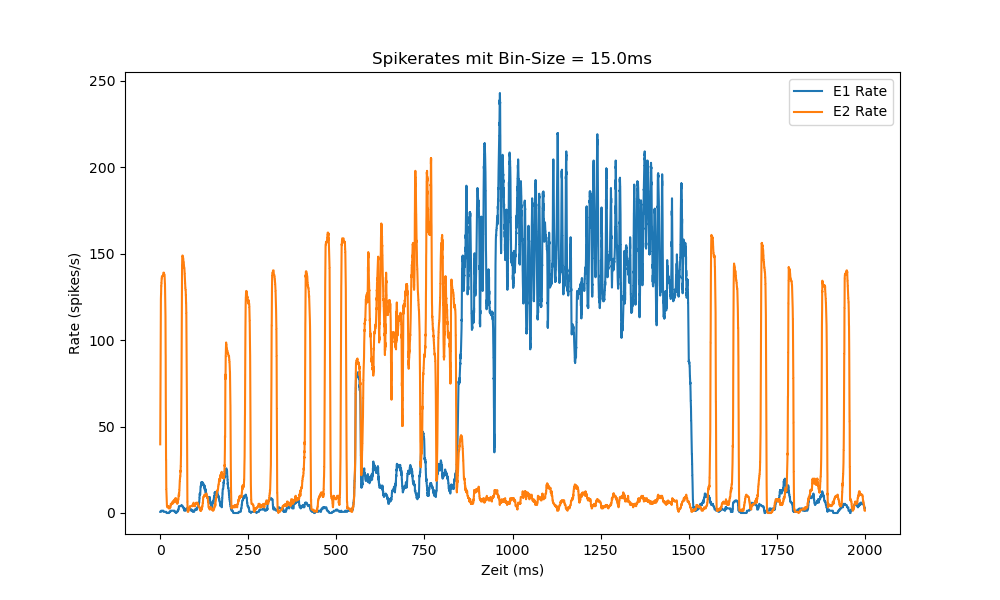 Spikerates mit Bin-Size = 15.0ms
E1 Rate
E2 Rate
Rate (spikes/s)
250
200
150
100
50
0
0 250 500 750 1000 1250 1500 1750 2000
Zeit (ms)